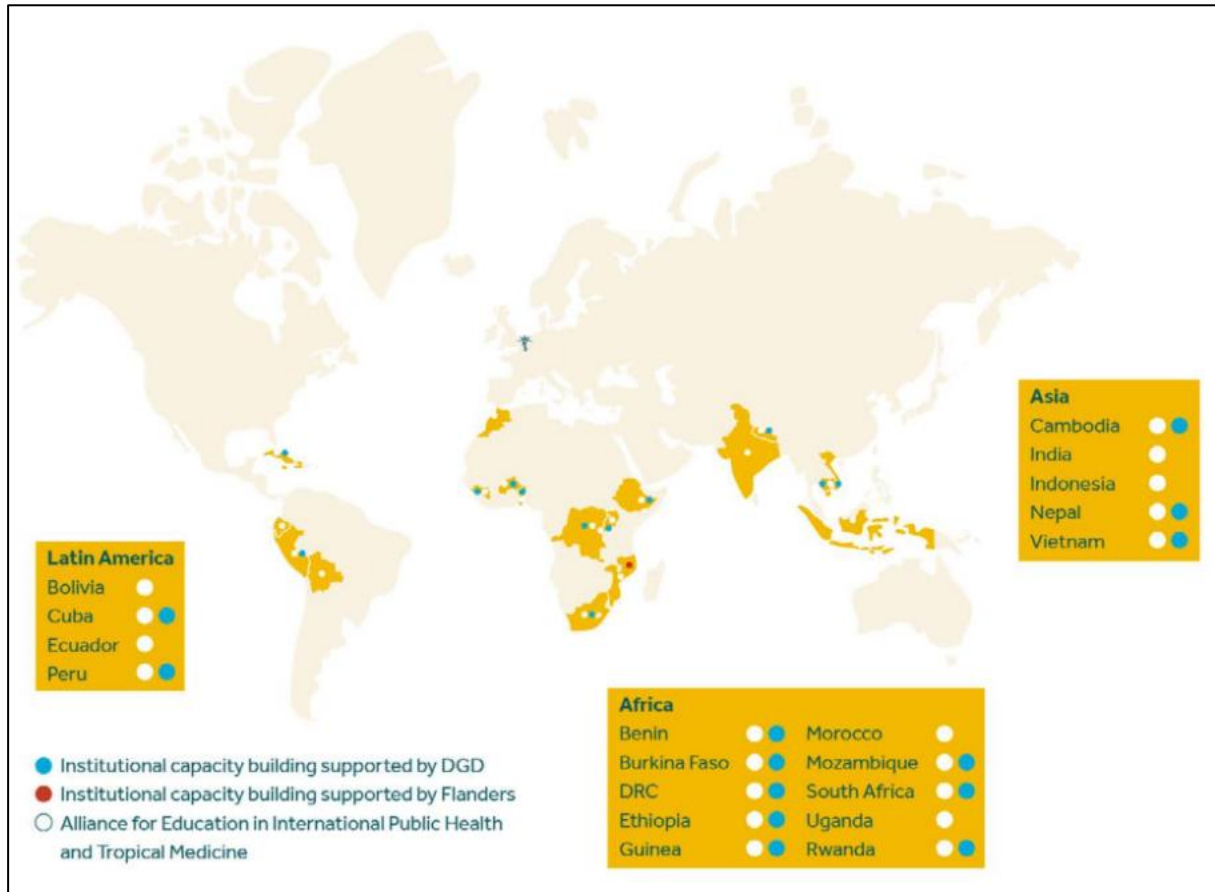 Asia
Cambodia
India
Indonesia
Nepal
Vietnam
Latin America
Bolivia
Cuba
Ecuador
Peru
Africa
Benin
Burkina Faso
DRC
Ethiopia
Guinea
Morocco
Mozambique
South Africa
Uganda
Rwanda
Institutional capacity building supported by DGD
Institutional capacity building supported by Flanders
Alliance for Education in International Public Health
and Tropical Medicine